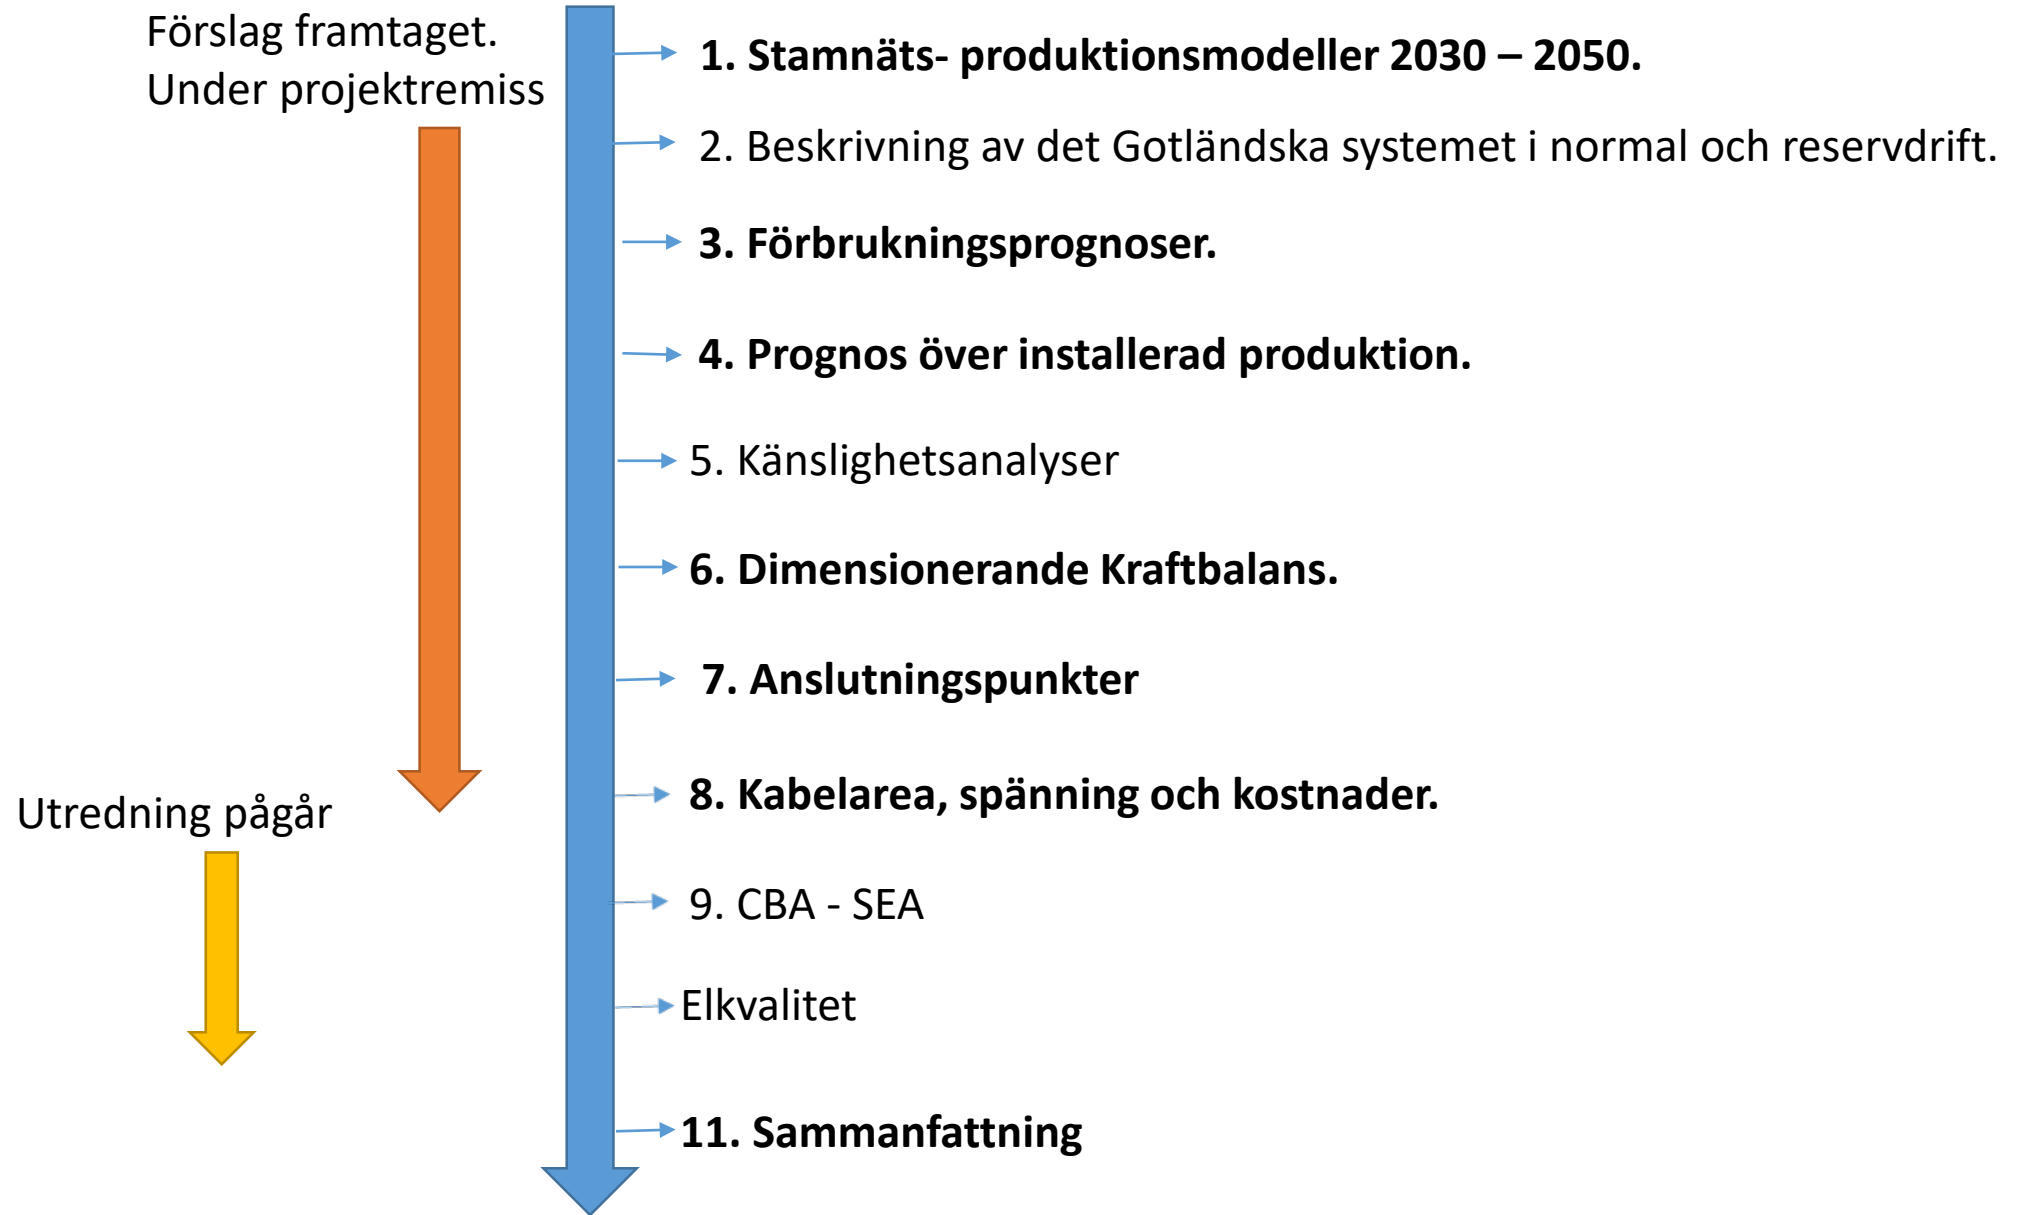 Förslag framtaget.
Under projektremiss
1. Stamnäts- produktionsmodeller 2030 – 2050.
2. Beskrivning av det Gotländska systemet i normal och reservdrift.
3. Förbrukningsprognoser.
4. Prognos över installerad produktion.
5. Känslighetsanalyser
6. Dimensionerande Kraftbalans.
7. Anslutningspunkter
8. Kabelarea, spänning och kostnader.
Utredning pågår
9. CBA - SEA
Elkvalitet
11. Sammanfattning